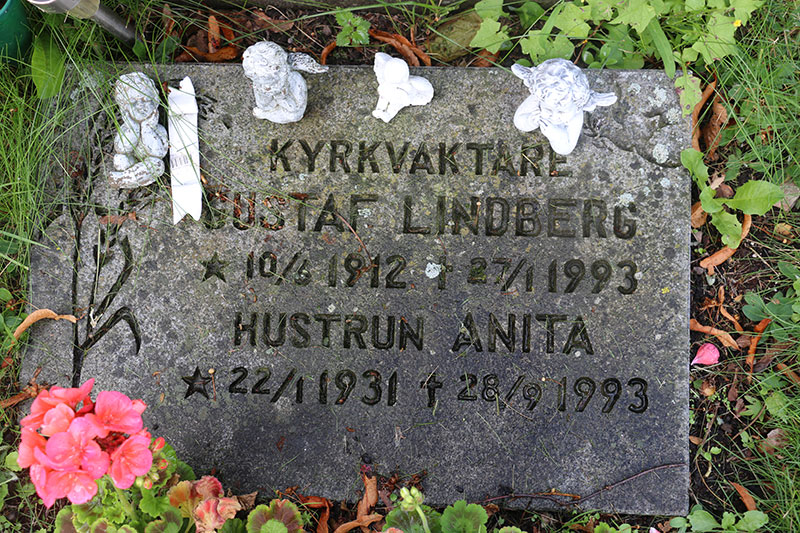 KYRKVAKTARE
GUSTAF LINDBERG
★ 10/6 1912 ✝ 27/1 1993
HUSTRUN ANITA
★ 22/1 1931 ✝ 28/9 1993